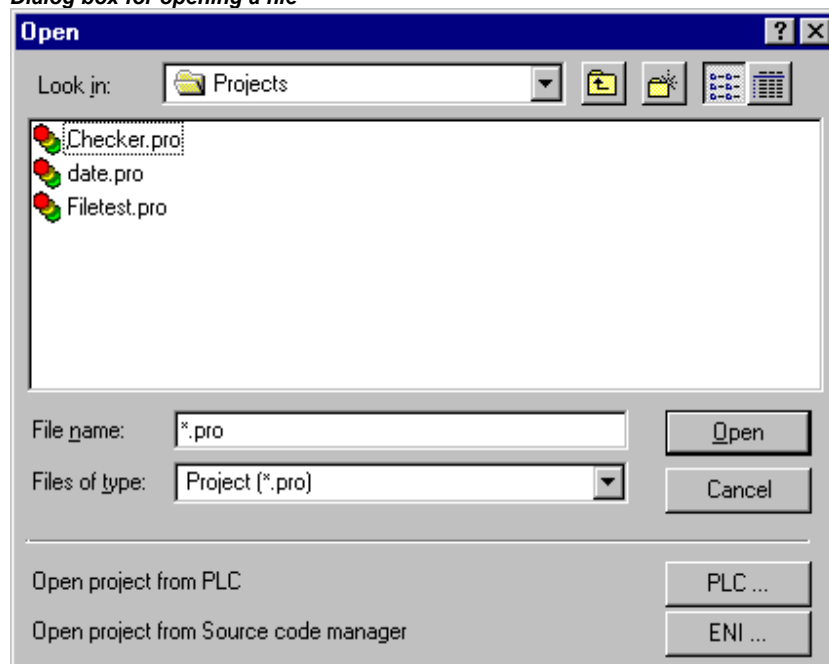 Dialog box for opening a file
Open
Look in: Projects
Checker.pro
date.pro
Filetest.pro
File name: *.pro Open
Files of type: Project (*.pro) Cancel
Open project from PLC PLC ...
Open project from Source code manager ENI ...